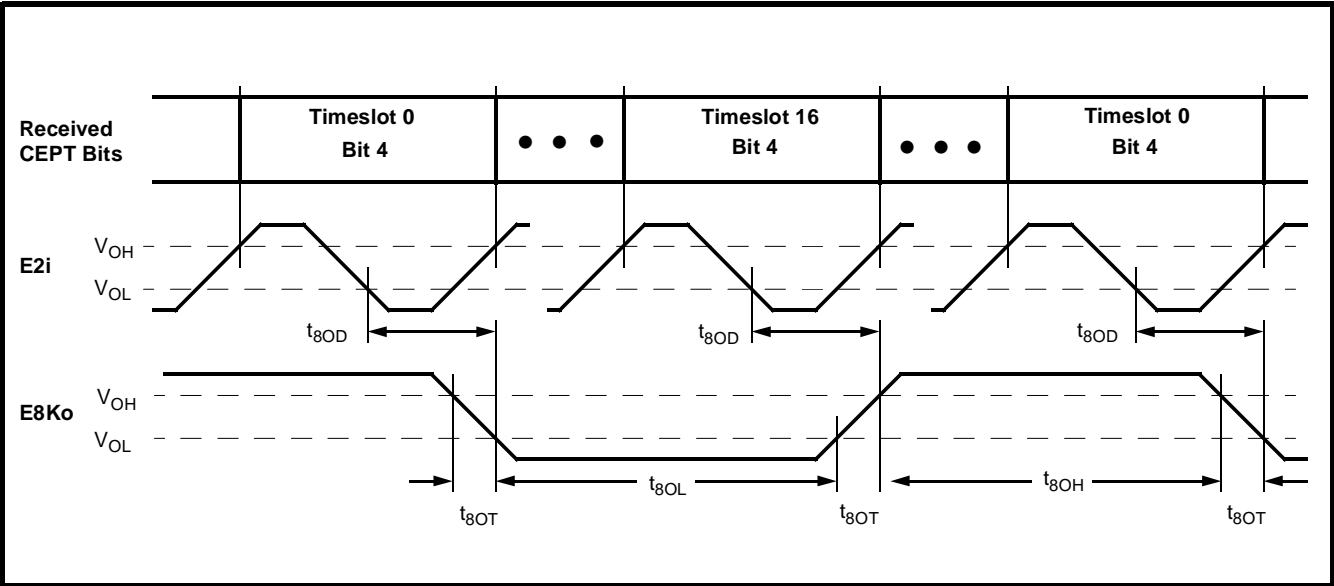 Received
CEPT Bits
Timeslot 0
Bit 4
• • •
Timeslot 16
Bit 4
• • •
Timeslot 0
Bit 4
E2i
VOH
VOL
t8OD
t8OD
t8OD
E8Ko
VOH
VOL
t8OL
t8OH
t8OT
t8OT
t8OT